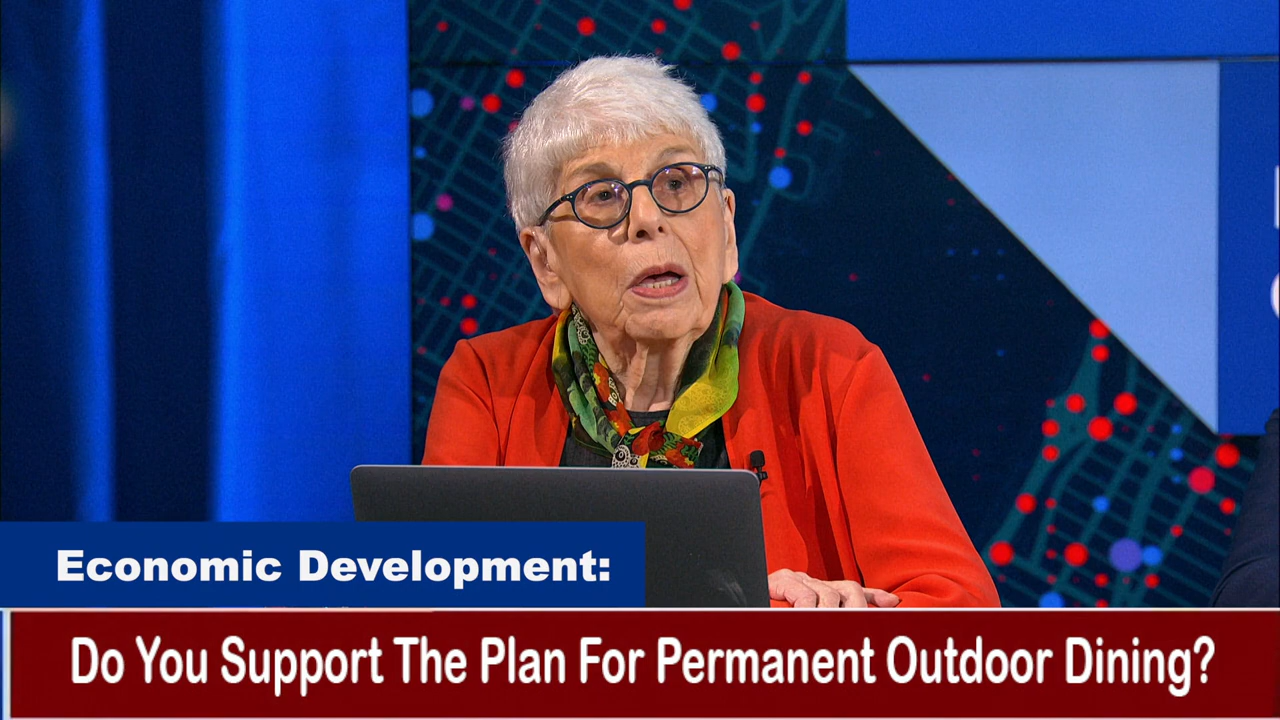 Economic Development:
Do You Support The Plan For Permanent Outdoor Dining?